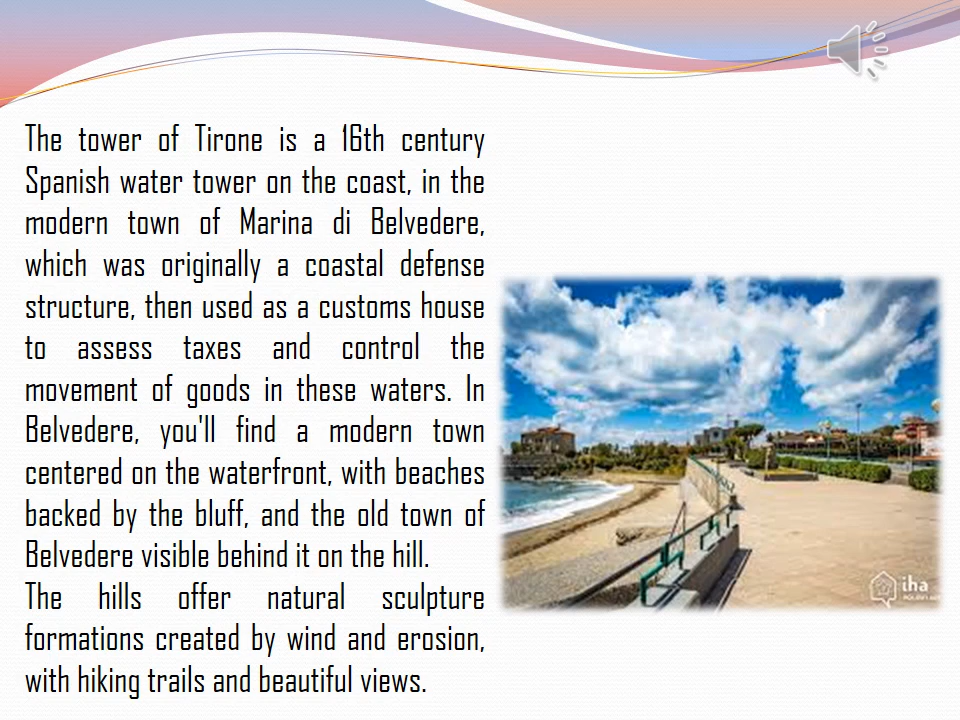 The tower of Tirone is a 16th century
Spanish water tower on the coast, in the
modern town of Marina di Belvedere,
which was originally a coastal defense
structure, then used as a customs house
to assess taxes and control the
movement of goods in these waters. In
Belvedere, you'll find a modern town
centered on the waterfront, with beaches
backed by the bluff, and the old town of
Belvedere visible behind it on the hill.
The hills offer natural sculpture
formations created by wind and erosion,
with hiking trails and beautiful views.
iha